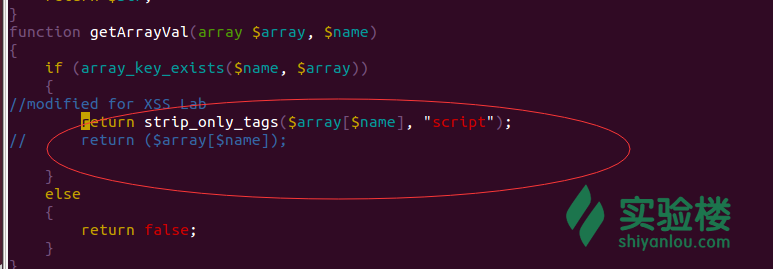 }
function getArrayVal(array $array, $name)
{
    if (array_key_exists($name, $array))
    {
//modified for XSS Lab
        return strip_only_tags($array[$name], "script");
//      return ($array[$name]);
    }
    else
    {
        return false;
    }
}
实验楼
shiyanlou.com